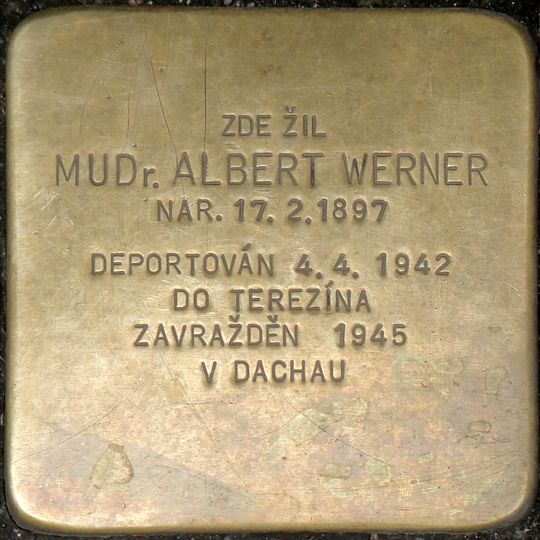 ZDE ŽIL
MUDr. ALBERT WERNER
NAR. 17. 2. 1897
DEPORTOVÁN 4. 4. 1942
DO TEREZÍNA
ZAVRAŽDĚN 1945
V DACHAU